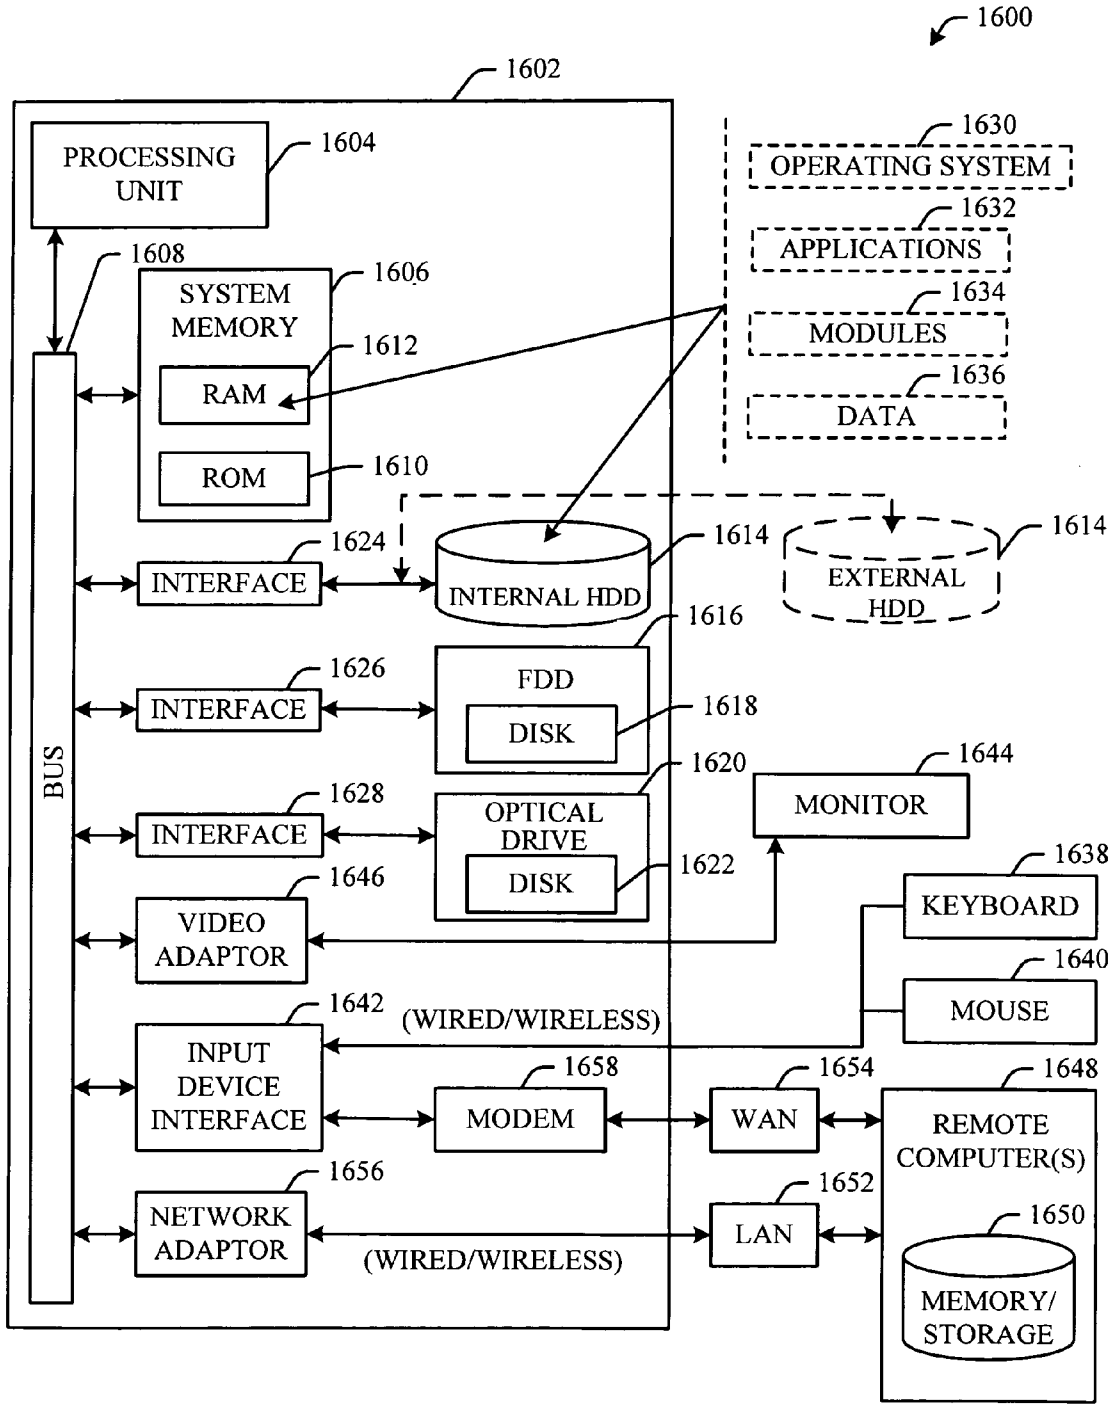 1600
1602
PROCESSING
UNIT
1604
1608
SYSTEM
MEMORY
1606
RAM
1612
ROM
1610
1630
OPERATING SYSTEM
1632
APPLICATIONS
1634
MODULES
1636
DATA
BUS
1624
INTERFACE
INTERNAL HDD
1614
EXTERNAL
HDD
1614
1626
INTERFACE
1616
FDD
DISK
1618
1628
INTERFACE
1620
OPTICAL
DRIVE
DISK
1622
1644
MONITOR
1646
VIDEO
ADAPTOR
1638
KEYBOARD
1640
MOUSE
1642
INPUT
DEVICE
INTERFACE
(WIRED/WIRELESS)
1658
MODEM
1654
WAN
1648
REMOTE
COMPUTER(S)
1656
NETWORK
ADAPTOR
(WIRED/WIRELESS)
1652
LAN
1650
MEMORY/
STORAGE